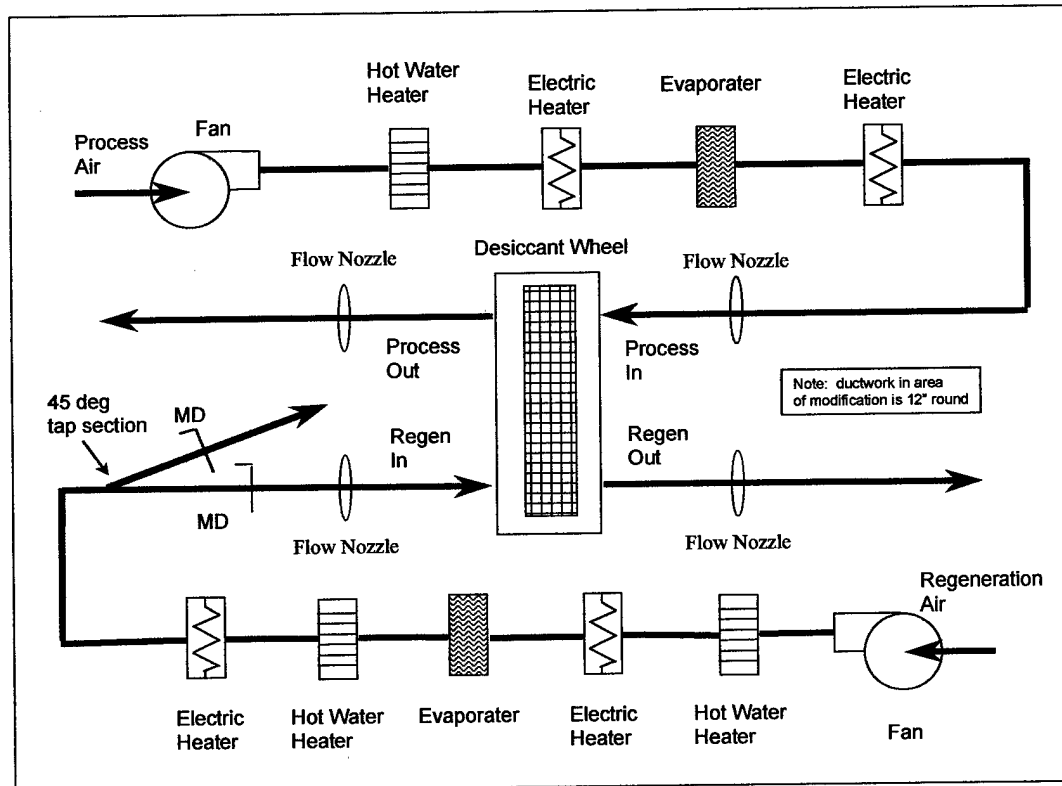 Hot Water
Heater
Electric
Heater
Evaporater
Electric
Heater
Process
Air
Fan
Desiccant Wheel
Flow Nozzle
Flow Nozzle
Process
Out
Process
In
Note: ductwork in area
of modification is 12" round
45 deg
tap section
MD
Regen
In
Regen
Out
MD
Flow Nozzle
Flow Nozzle
Regeneration
Air
Electric
Heater
Hot Water
Heater
Evaporater
Electric
Heater
Hot Water
Heater
Fan